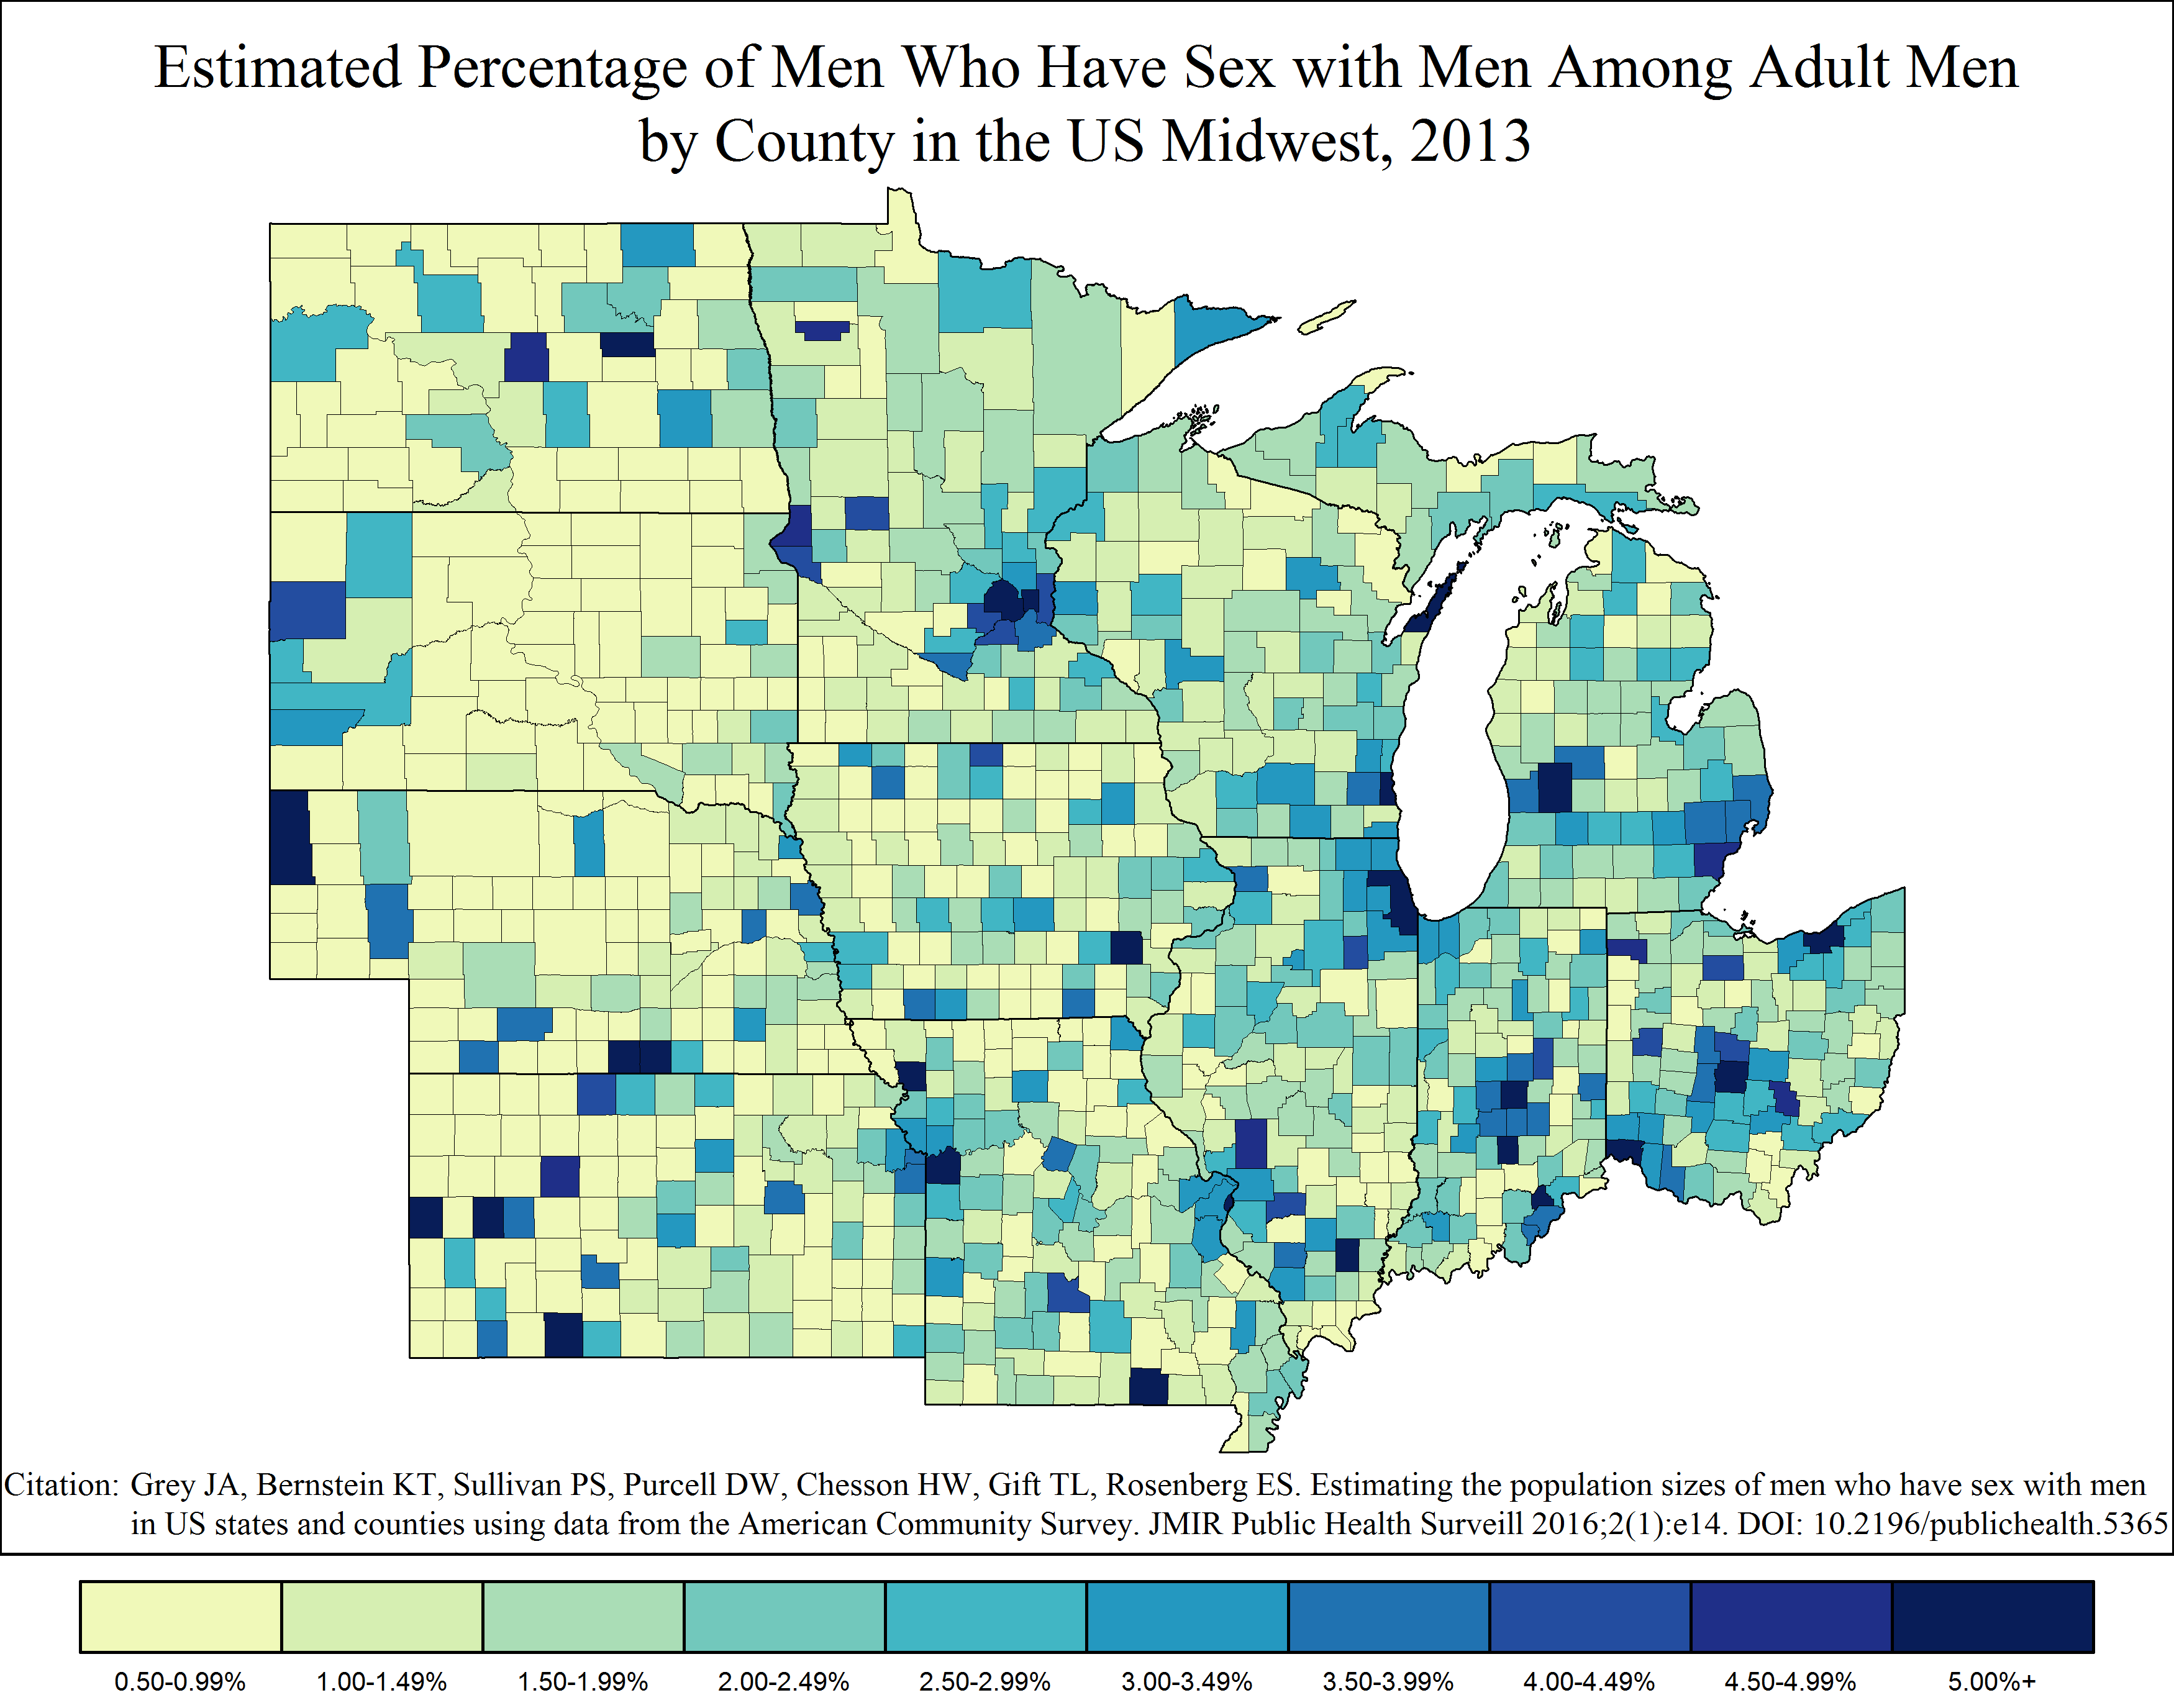 Estimated Percentage of Men Who Have Sex with Men Among Adult Men
by County in the US Midwest, 2013
Citation: Grey JA, Bernstein KT, Sullivan PS, Purcell DW, Chesson HW, Gift TL, Rosenberg ES. Estimating the population sizes of men who have sex with men
in US states and counties using data from the American Community Survey. JMIR Public Health Surveill 2016;2(1):e14. DOI: 10.2196/publichealth.5365
0.50-0.99% 1.00-1.49% 1.50-1.99% 2.00-2.49% 2.50-2.99% 3.00-3.49% 3.50-3.99% 4.00-4.49% 4.50-4.99% 5.00%+